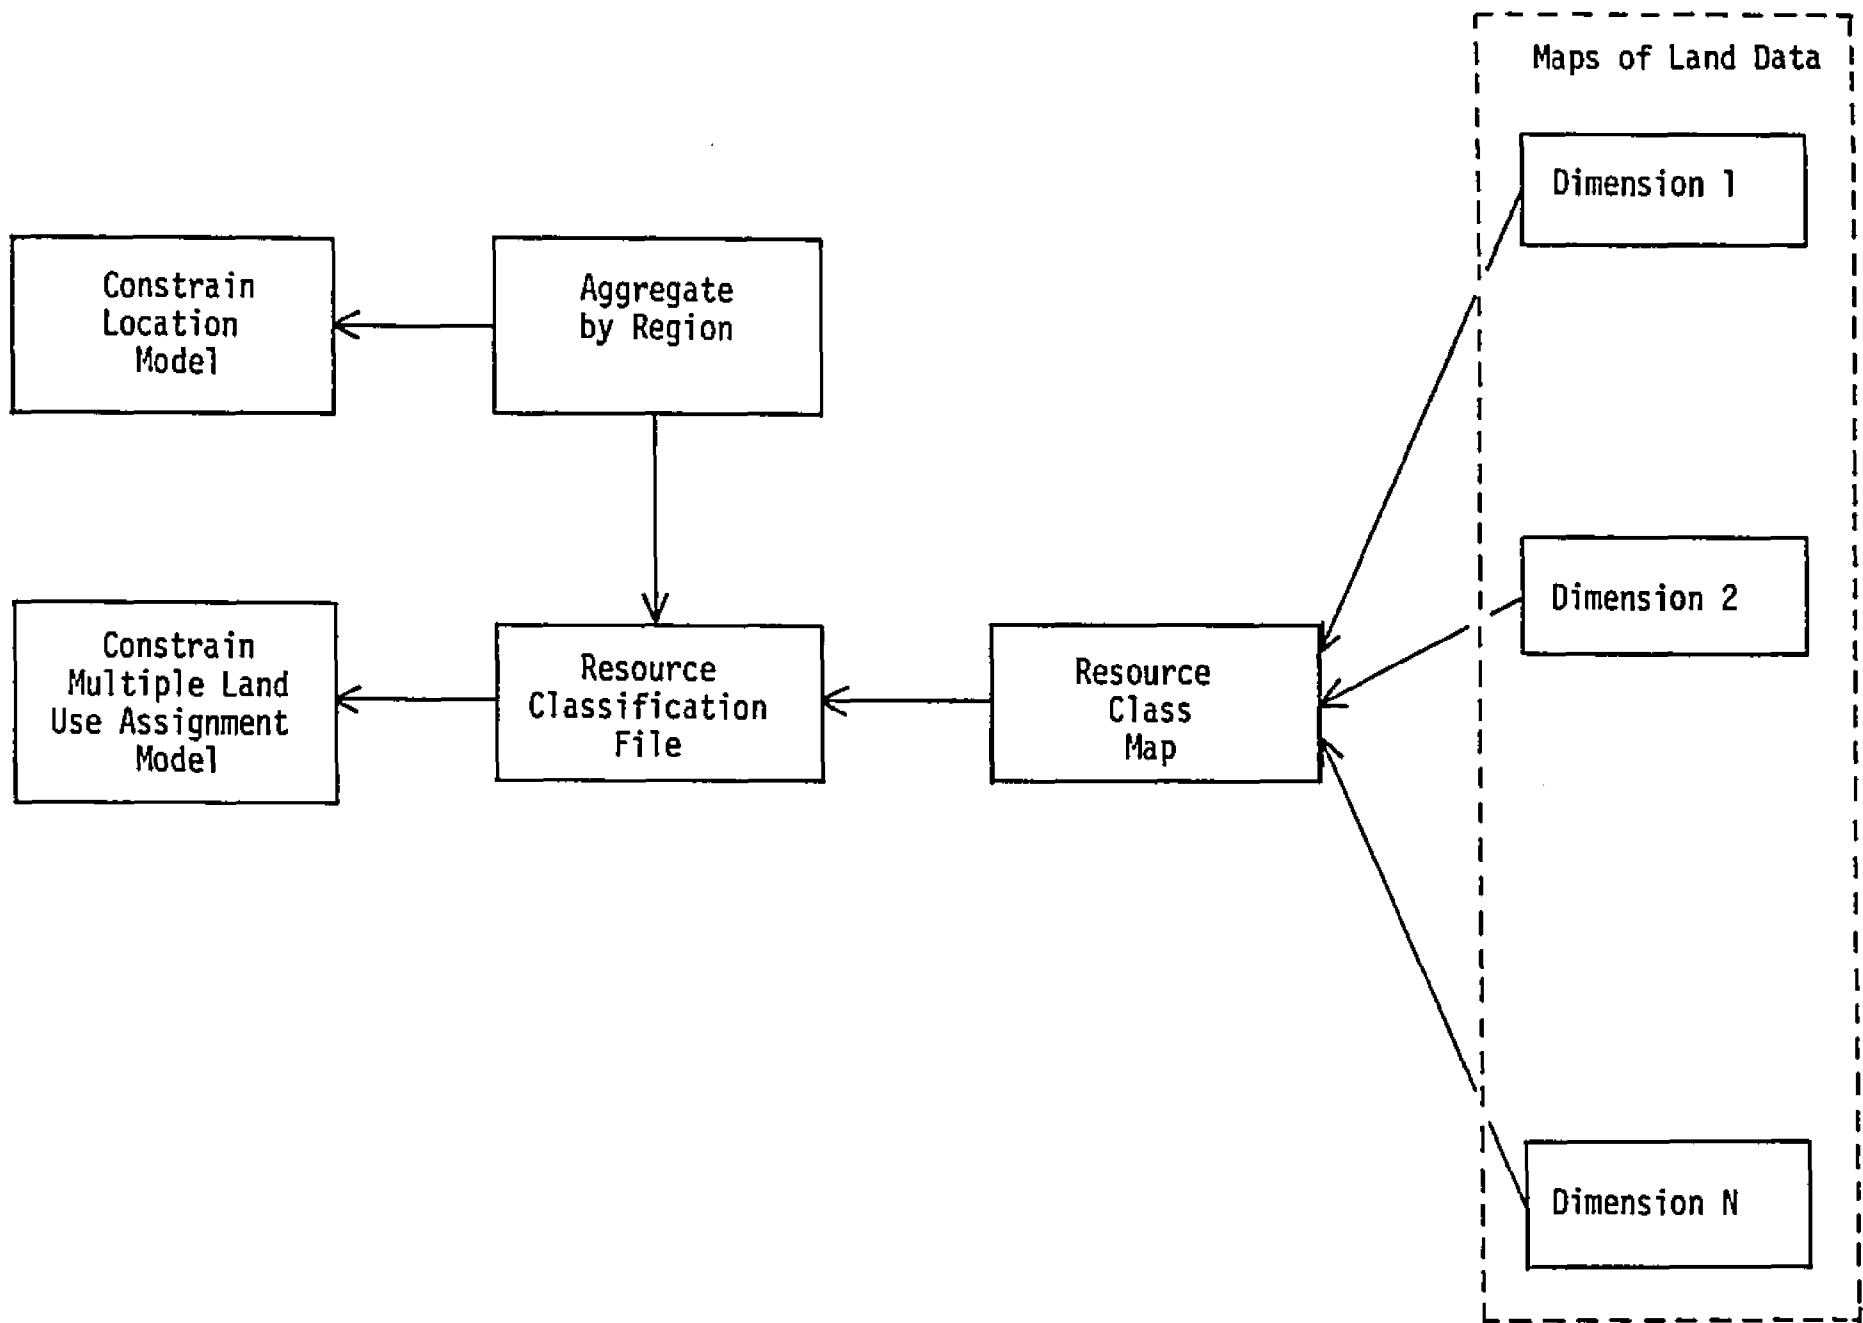 Maps of Land Data
Dimension 1
Constrain
Location
Model
Aggregate
by Region
Dimension 2
Constrain
Multiple Land
Use Assignment
Model
Resource
Classification
File
Resource
Class
Map
Dimension N